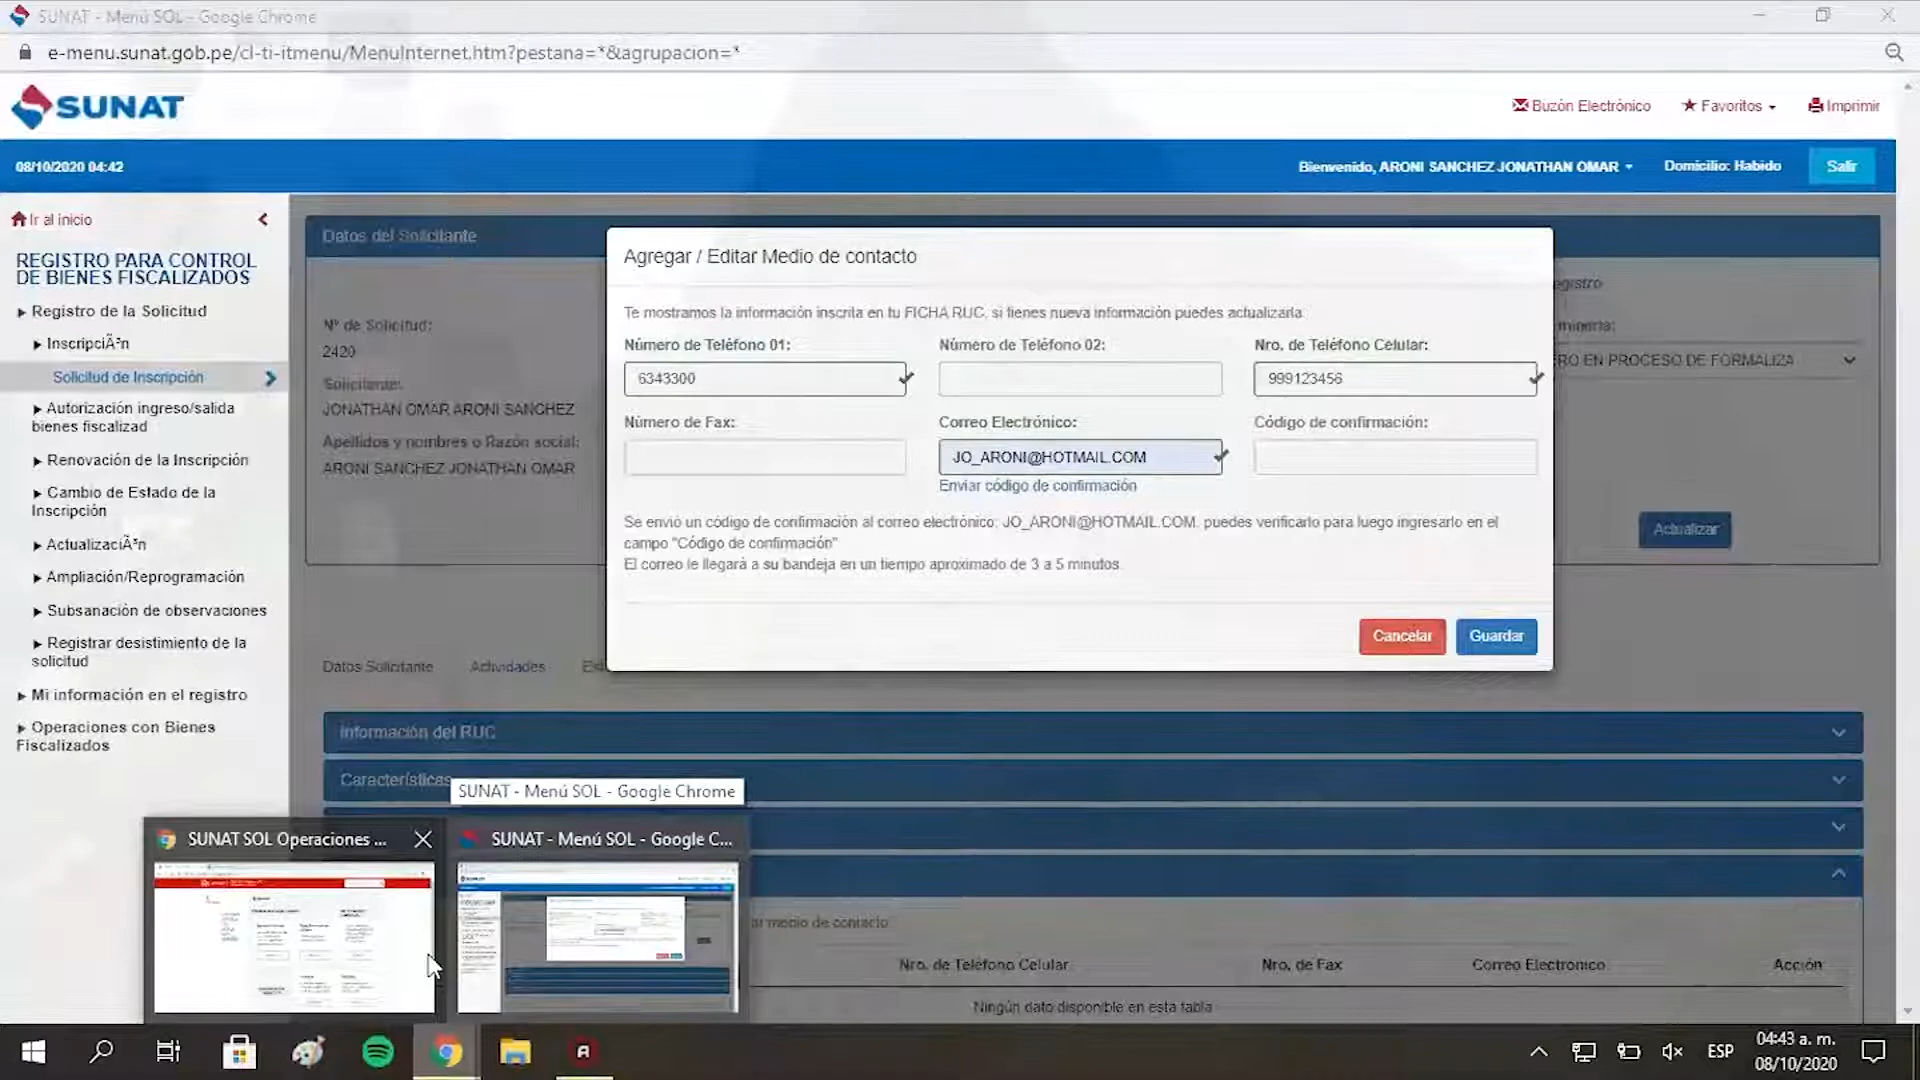 SUNAT - Menú SOL - Google Chrome
e-menu.sunat.gob.pe/cl-ti-itmenu/MenuInternet.htm?pestana=*&agrupacion=*
SUNAT
Buzón Electrónico
Favoritos
Imprimir
08/10/2020 04:42
Bienvenido, ARONI SANCHEZ JONATHAN OMAR
Domicilio: Habido
Salir
Ir al inicio
REGISTRO PARA CONTROL
DE BIENES FISCALIZADOS
Registro de la Solicitud
InscripciÃ³n
Solicitud de Inscripción
Autorización ingreso/salida
bienes fiscalizad
Renovación de la Inscripción
Cambio de Estado de la
Inscripción
ActualizaciÃ³n
Ampliación/Reprogramación
Subsanación de observaciones
Registrar desistimiento de la
solicitud
Mi información en el registro
Operaciones con Bienes
Fiscalizados
Datos del Solicitante
Nº de Solicitud:
2420
Solicitante:
JONATHAN OMAR ARONI SANCHEZ
Apellidos y nombres o Razón social:
ARONI SANCHEZ JONATHAN OMAR
egistro
minería:
RO EN PROCESO DE FORMALIZA
Actualizar
Agregar / Editar Medio de contacto
Te mostramos la información inscrita en tu FICHA RUC, si tienes nueva información puedes actualizarla.
Número de Teléfono 01:
Número de Teléfono 02:
Nro. de Teléfono Celular:
6343300
999123456
Número de Fax:
Correo Electrónico:
Código de confirmación:
JO_ARONI@HOTMAIL.COM
Enviar código de confirmación
Se envió un código de confirmación al correo electrónico: JO_ARONI@HOTMAIL.COM, puedes verificarlo para luego ingresarlo en el
campo "Código de confirmación"
El correo le llegará a su bandeja en un tiempo aproximado de 3 a 5 minutos.
Cancelar
Guardar
Datos Solicitante
Actividades
Información del RUC
Características
SUNAT - Menú SOL - Google Chrome
SUNAT SOL Operaciones ...
SUNAT - Menú SOL - Google C...
ar medio de contacto
Nro. de Teléfono Celular
Nro. de Fax
Correo Electrónico
Acción
Ningún dato disponible en esta tabla
ESP
04:43 a. m.
08/10/2020